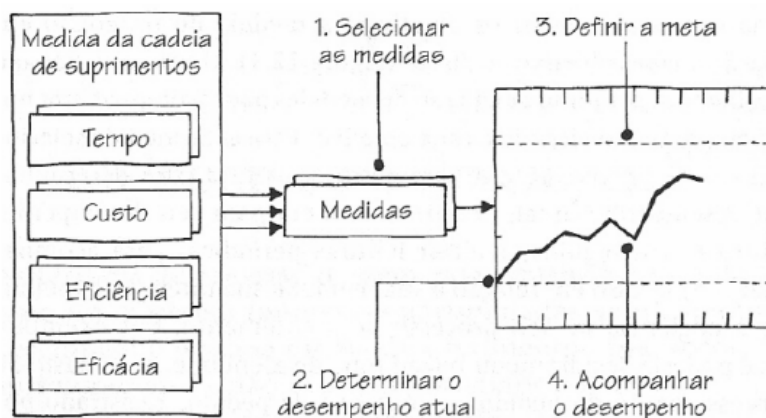 Medida da cadeia
de suprimentos
Tempo
Custo
Eficiência
Eficácia
1. Selecionar
as medidas
Medidas
2. Determinar o
desempenho atual
3. Definir a meta
4. Acompanhar
o desempenho